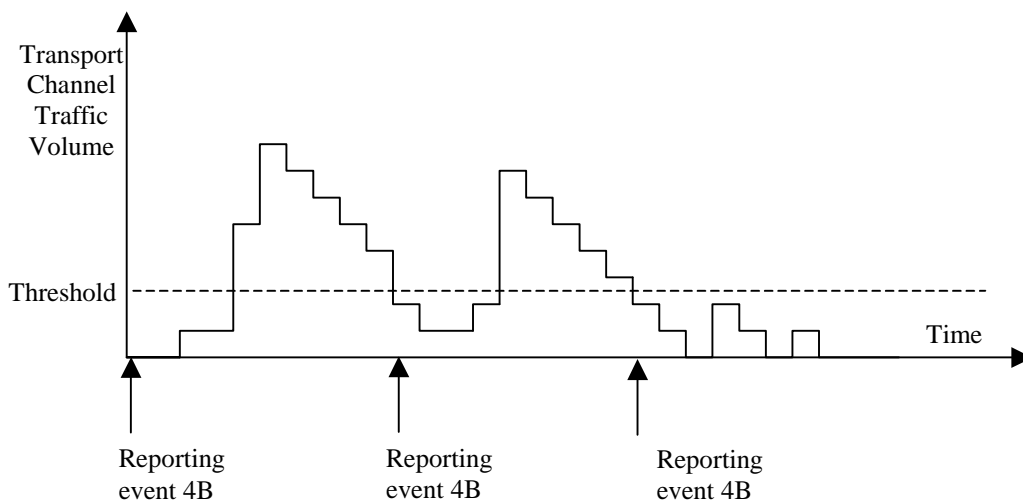 Transport
Channel
Traffic
Volume
Threshold
Time
Reporting
event 4B
Reporting
event 4B
Reporting
event 4B